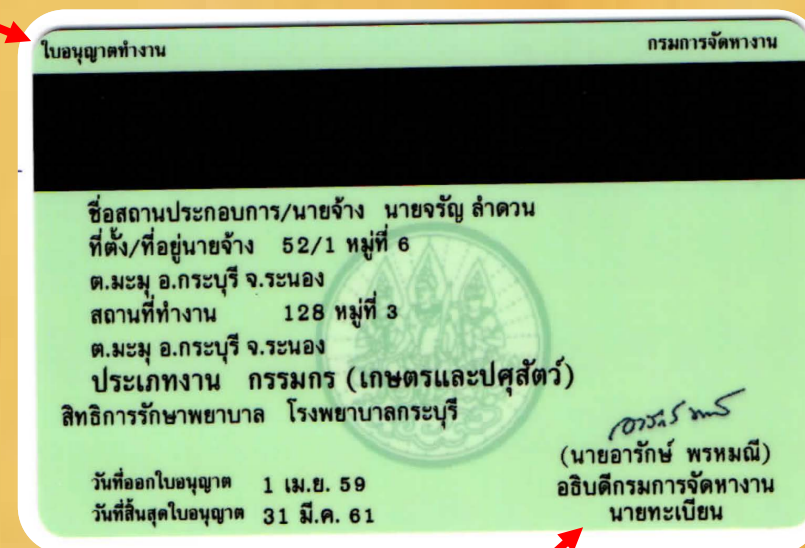 ใบอนุญาตทำงาน กรมการจัดหางาน
ชื่อสถานประกอบการ/นายจ้าง นายจรัญ ลำดวน
ที่ตั้ง/ที่อยู่นายจ้าง 52/1 หมู่ที่ 6
ต.มะมุ อ.กระบุรี จ.ระนอง
สถานที่ทำงาน 128 หมู่ที่ 3
ต.มะมุ อ.กระบุรี จ.ระนอง
ประเภทงาน กรรมกร (เกษตรและปศุสัตว์)
สิทธิการรักษาพยาบาล โรงพยาบาลกระบุรี
(นายอารักษ์ พรหมณี)
วันที่ออกใบอนุญาต 1 เม.ย. 59 อธิบดีกรมการจัดหางาน
วันที่สิ้นสุดใบอนุญาต 31 มี.ค. 61 นายทะเบียน